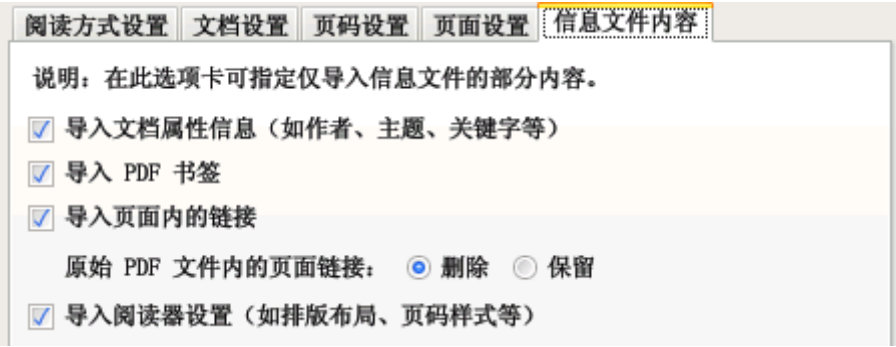 阅读方式设置 文档设置 页码设置 页面设置 信息文件内容
说明：在此选项卡可指定仅导入信息文件的部分内容。
导入文档属性信息（如作者、主题、关键字等）
导入 PDF 书签
导入页面内的链接
原始 PDF 文件内的页面链接： 删除 保留
导入阅读器设置（如排版布局、页码样式等）